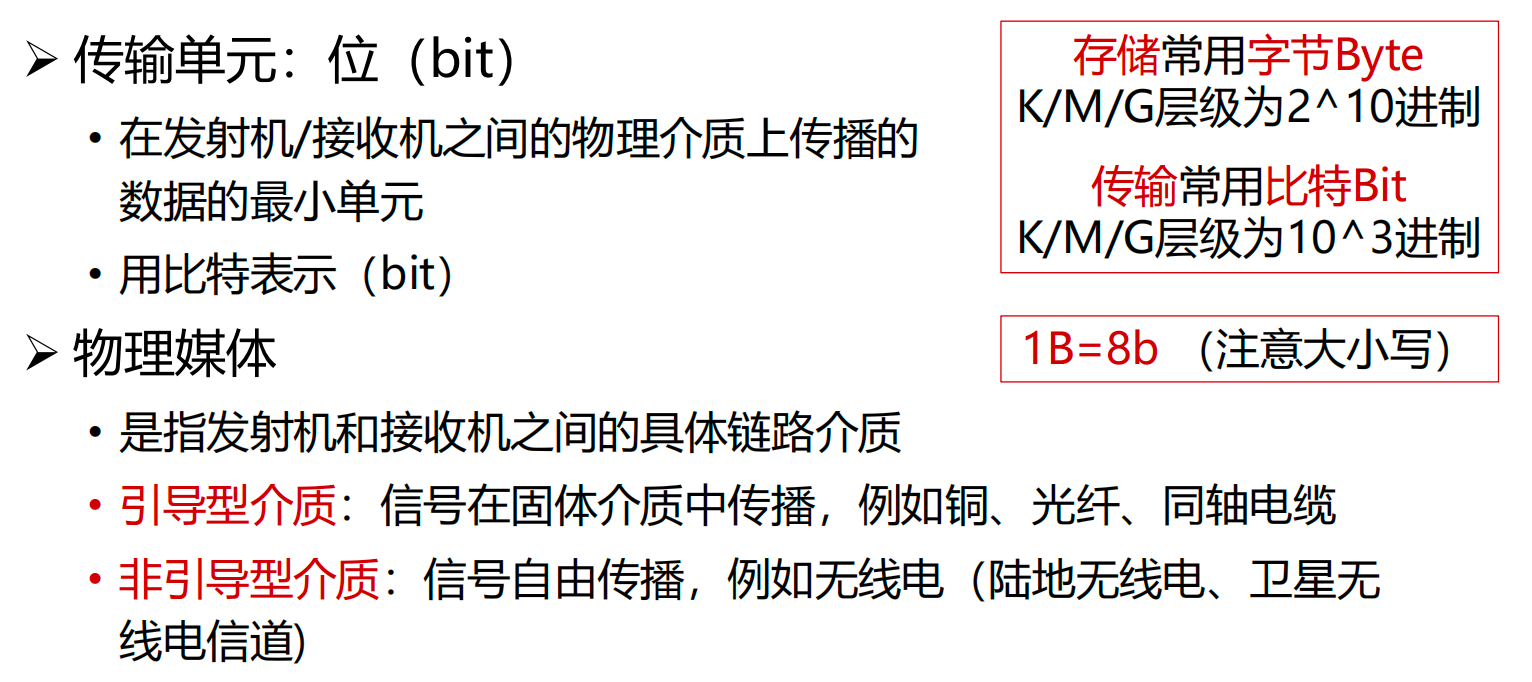 ➢ 传输单元：位（bit）
• 在发射机/接收机之间的物理介质上传播的
数据的最小单元
• 用比特表示（bit）
➢ 物理媒体
• 是指发射机和接收机之间的具体链路介质
• 引导型介质：信号在固体介质中传播，例如铜、光纤、同轴电缆
• 非引导型介质：信号自由传播，例如无线电（陆地无线电、卫星无
线电信道)
存储常用字节Byte
K/M/G层级为2^10进制
传输常用比特Bit
K/M/G层级为10^3进制
1B=8b （注意大小写）